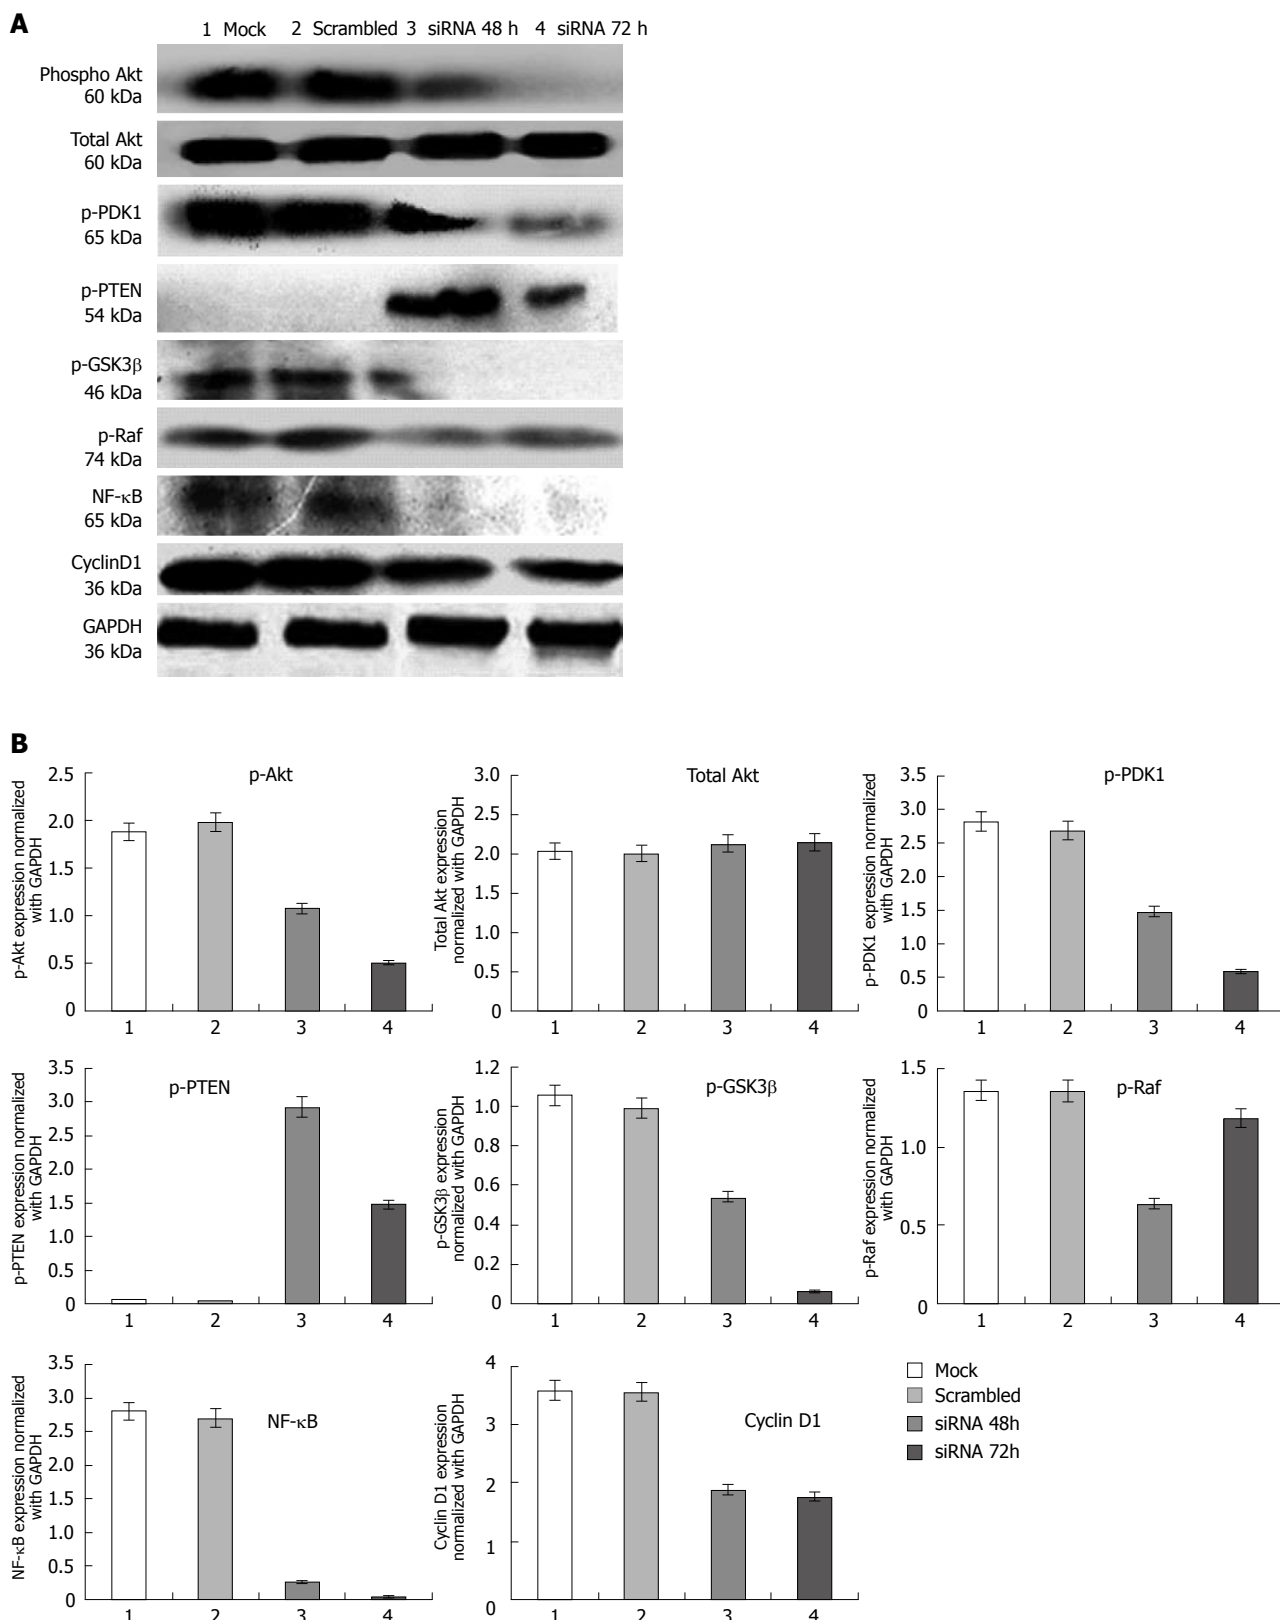 A
1 Mock 2 Scrambled 3 siRNA 48 h 4 siRNA 72 h
Phospho Akt
60 kDa
Total Akt
60 kDa
p-PDK1
65 kDa
p-PTEN
54 kDa
p-GSK3β
46 kDa
p-Raf
74 kDa
NF-κB
65 kDa
CyclinD1
36 kDa
GAPDH
36 kDa
B
p-Akt
p-Akt expression normalized
with GAPDH
2.5
2.0
1.5
1.0
0.5
0
1 2 3 4
Total Akt
Total Akt expression
normalized with GAPDH
3.0
2.5
2.0
1.5
1.0
0.5
0
1 2 3 4
p-PDK1
p-PDK1 expression normalized
with GAPDH
3.5
3.0
2.5
2.0
1.5
1.0
0.5
0
1 2 3 4
p-PTEN
p-PTEN expression normalized
with GAPDH
3.5
3.0
2.5
2.0
1.5
1.0
0.5
0
1 2 3 4
p-GSK3β
p-GSK3β expression
normalized with GAPDH
1.2
1.0
0.8
0.6
0.4
0.2
0
1 2 3 4
p-Raf
p-Raf expression normalized
with GAPDH
1.5
1.0
0.5
0
1 2 3 4
NF-κB
NF-κB expression normalized
with GAPDH
3.5
3.0
2.5
2.0
1.5
1.0
0.5
0
1 2 3 4
Cyclin D1
Cyclin D1 expression
normalized with GAPDH
4
3
2
1
0
1 2 3 4
Mock
Scrambled
siRNA 48h
siRNA 72h